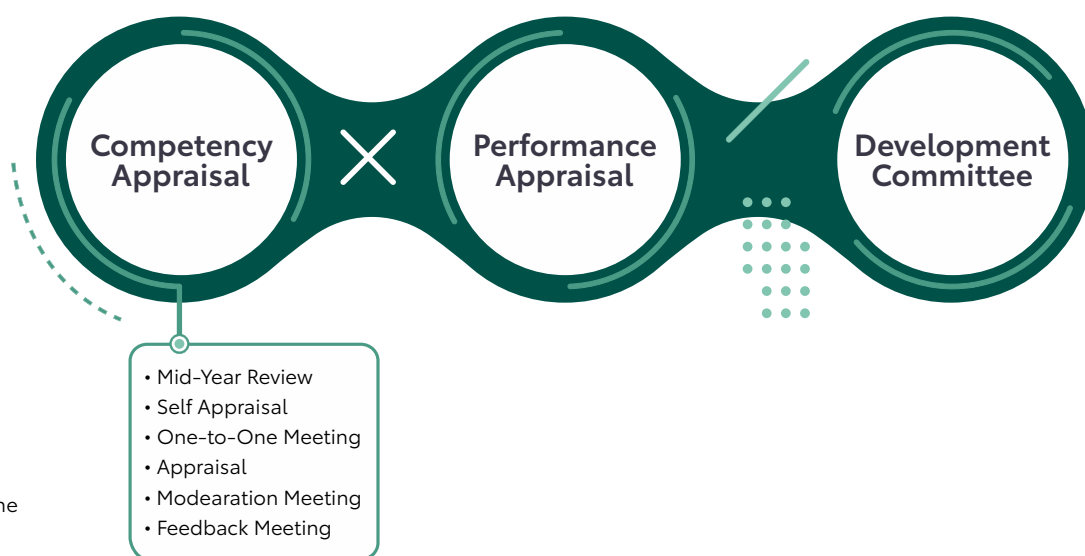 Competency
Appraisal
Performance
Appraisal
Development
Committee
• Mid-Year Review
• Self Appraisal
• One-to-One Meeting
• Appraisal
• Modearation Meeting
• Feedback Meeting